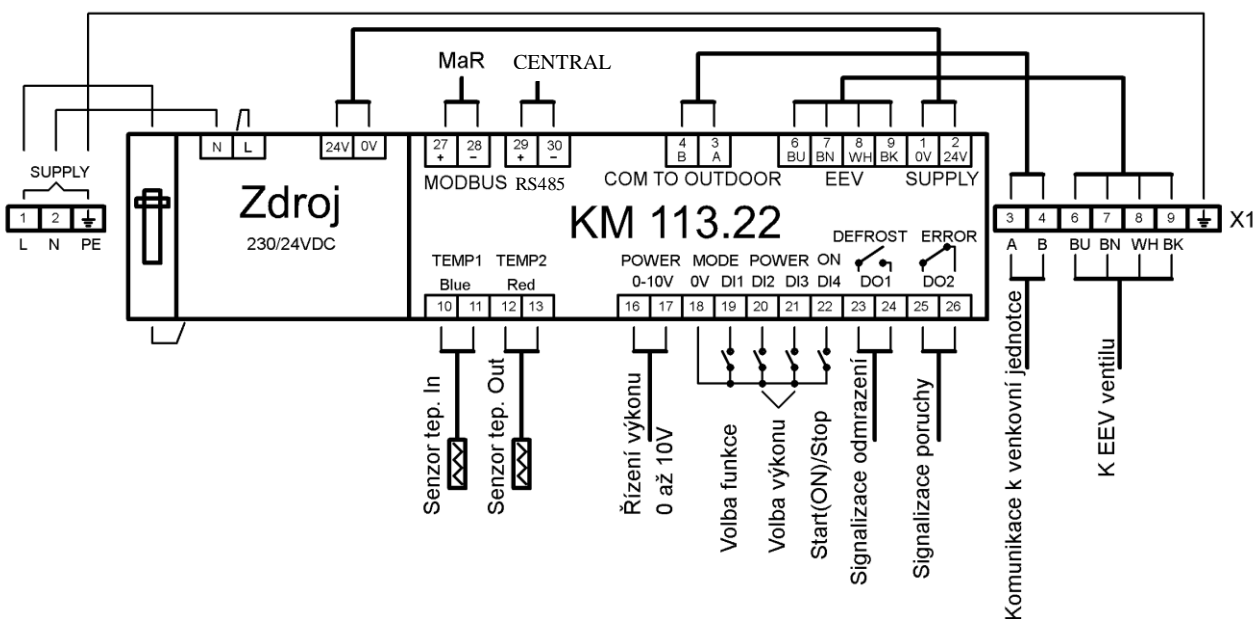 MaR CENTRAL
N L 24V 0V 27 + 28 − 29 + 30 − 4 B 3 A 6 BU 7 BN 8 WH 9 BK 1 0V 2 24V
SUPPLY
MODBUS RS485 COM TO OUTDOOR EEV SUPPLY
1 2
L N PE
Zdroj
230/24VDC
KM 113.22
3 4 6 7 8 9 X1
A B BU BN WH BK
DEFROST ERROR
TEMP1 TEMP2 POWER MODE POWER ON
Blue Red 0-10V 0V DI1 DI2 DI3 DI4 DO1 DO2
10 11 12 13 16 17 18 19 20 21 22 23 24 25 26
Senzor tep. In
Senzor tep. Out
Řízení výkonu
0 až 10V
Volba funkce
Volba výkonu
Start(ON)/Stop
Signalizace odmrazení
Signalizace poruchy
Komunikace k venkovní jednotce
K EEV ventilu